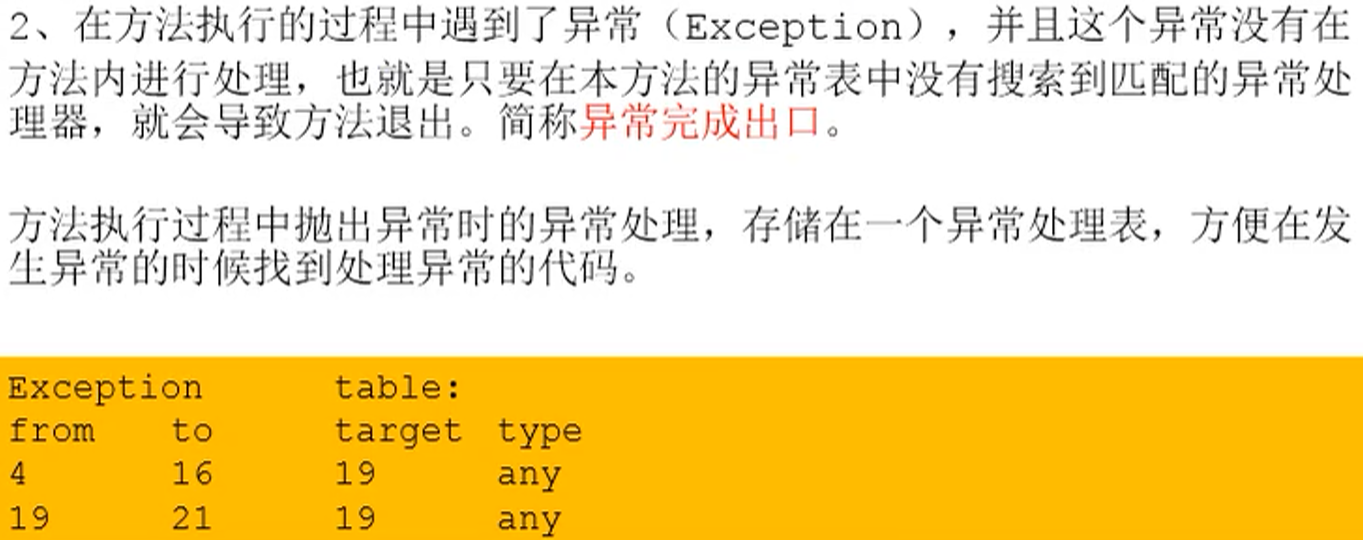 2、在方法执行的过程中遇到了异常（Exception），并且这个异常没有在
方法内进行处理，也就是只要在本方法的异常表中没有搜索到匹配的异常处
理器，就会导致方法退出。简称异常完成出口。
方法执行过程中抛出异常时的异常处理，存储在一个异常处理表，方便在发
生异常的时候找到处理异常的代码。
Exception table:
from to target type
4 16 19 any
19 21 19 any